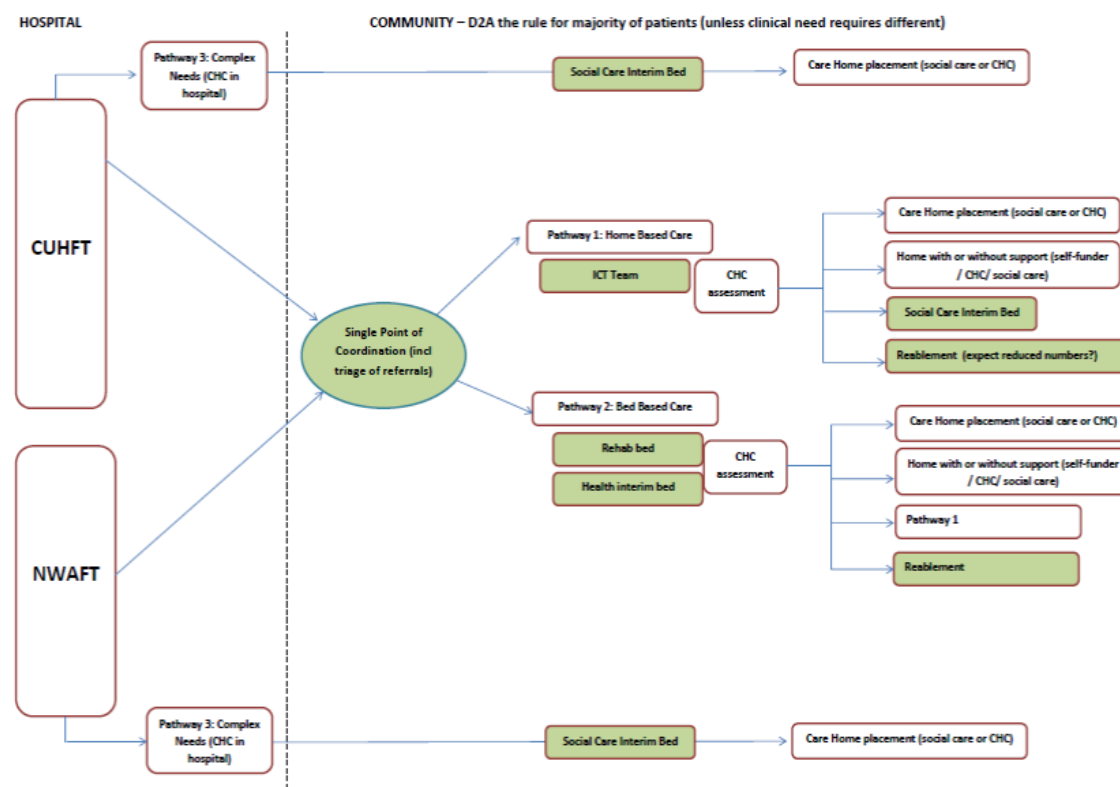 HOSPITAL
COMMUNITY – D2A the rule for majority of patients (unless clinical need requires different)
Pathway 3: Complex
Needs (CHC in
hospital)
Social Care Interim Bed
Care Home placement (social care or CHC)
CUHFT
Single Point of
Coordination (incl
triage of referrals)
Pathway 1: Home Based Care
ICT Team
CHC
assessment
Care Home placement (social care or CHC)
Home with or without support (self-funder
/ CHC/ social care)
Social Care Interim Bed
Reablement (expect reduced numbers?)
Pathway 2: Bed Based Care
Rehab bed
Health interim bed
CHC
assessment
Care Home placement (social care or CHC)
Home with or without support (self-funder
/ CHC/ social care)
Pathway 1
Reablement
NWAFT
Pathway 3: Complex
Needs (CHC in
hospital)
Social Care Interim Bed
Care Home placement (social care or CHC)